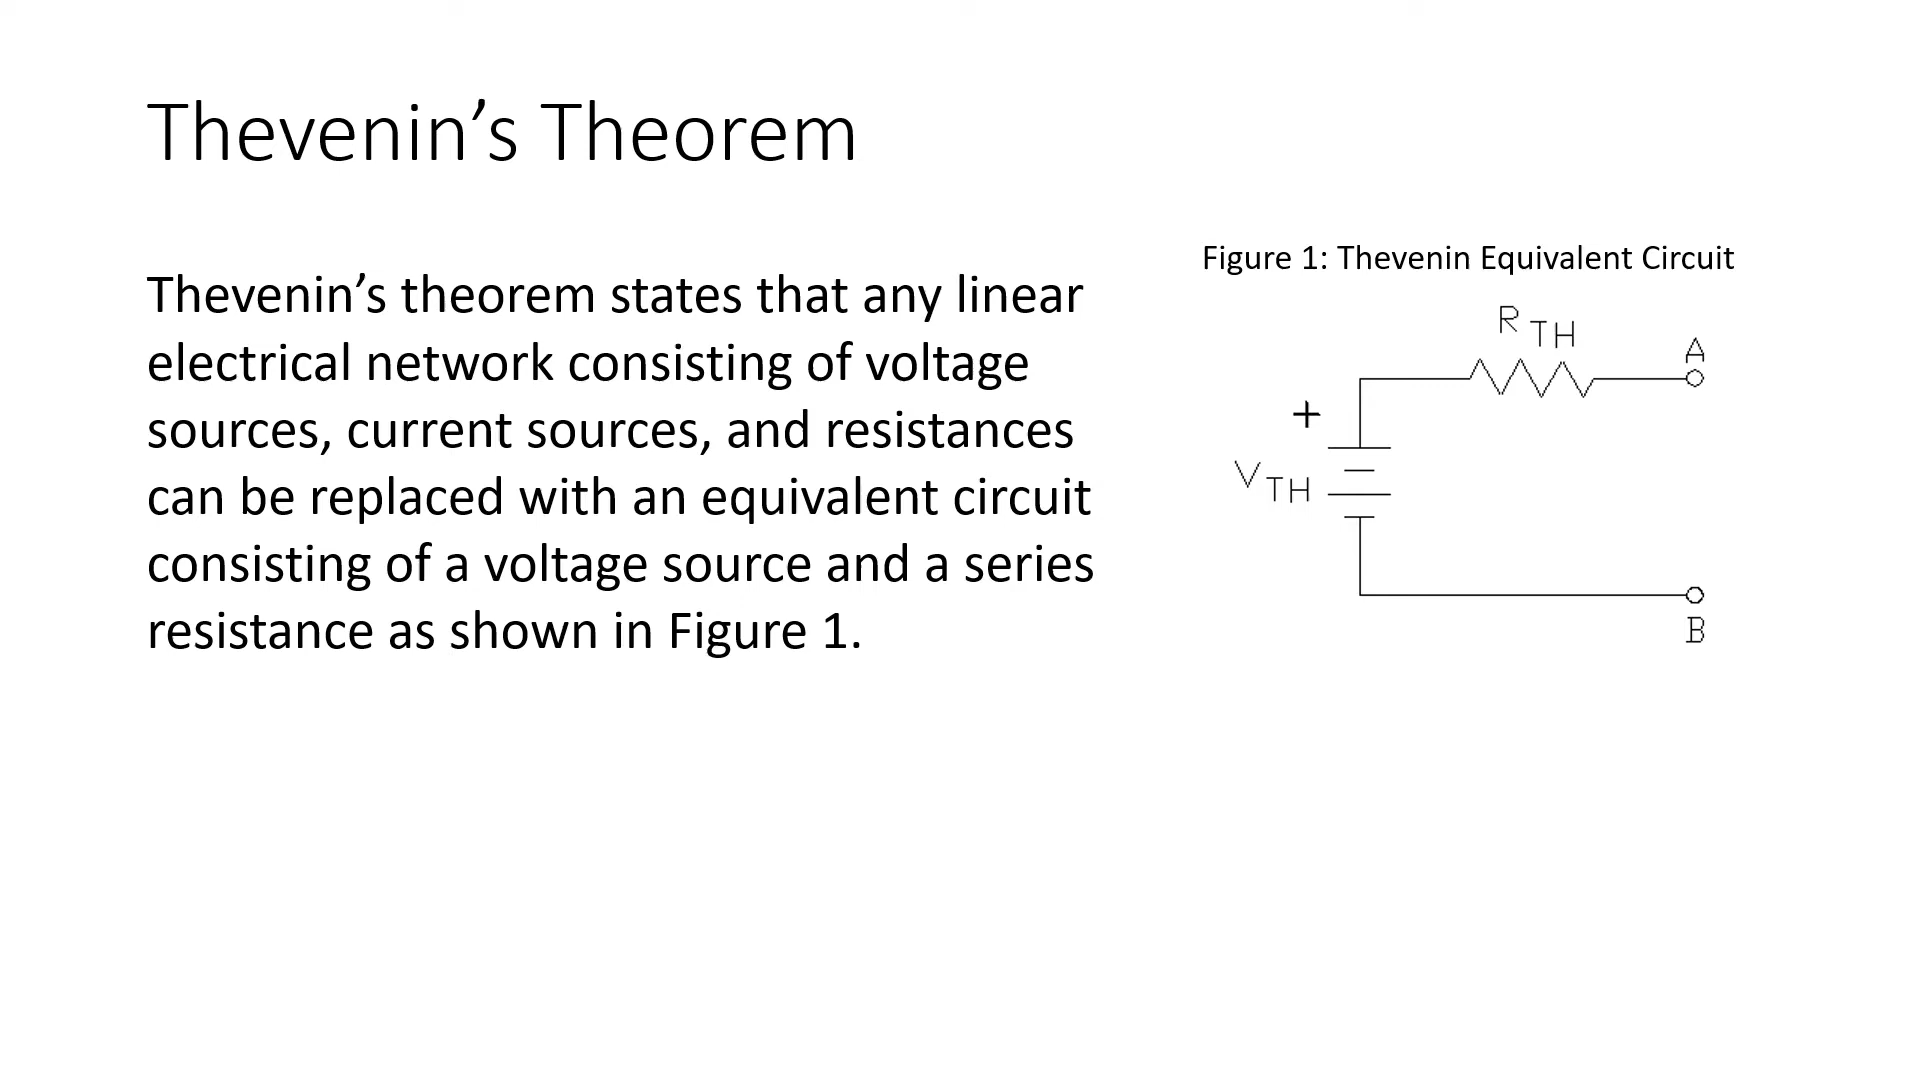 Thevenin’s Theorem
Thevenin’s theorem states that any linear
electrical network consisting of voltage
sources, current sources, and resistances
can be replaced with an equivalent circuit
consisting of a voltage source and a series
resistance as shown in Figure 1.
Figure 1: Thevenin Equivalent Circuit
R TH
A
+
V TH
B